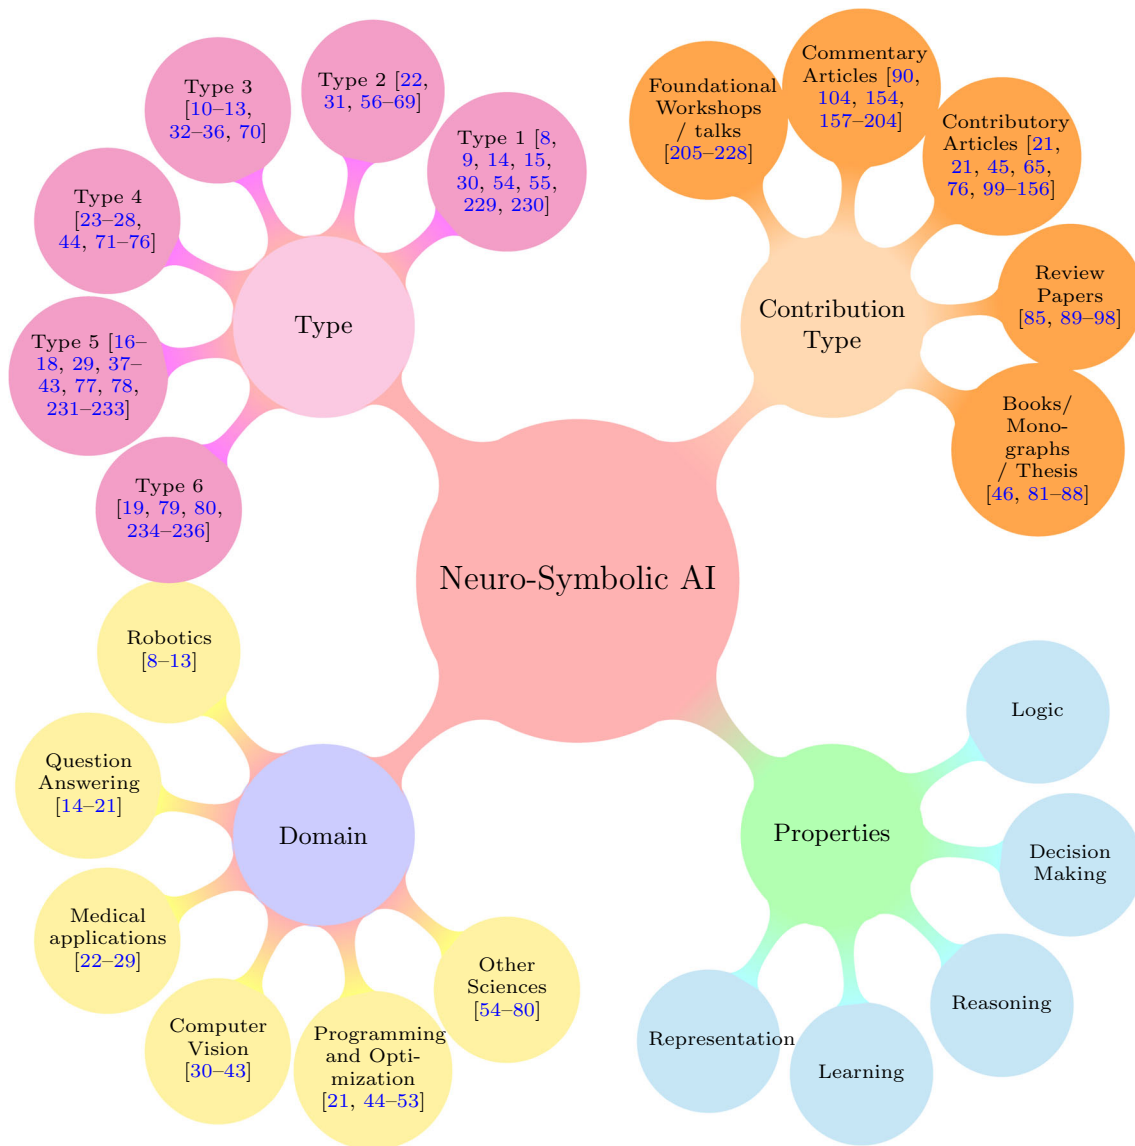 Neuro-Symbolic AI
Type
Type 1 [8,
9, 14, 15,
30, 54, 55,
229, 230]
Type 2 [22,
31, 56–69]
Type 3
[10–13,
32–36, 70]
Type 4
[23–28,
44, 71–76]
Type 5 [16–
18, 29, 37–
43, 77, 78,
231–233]
Type 6
[19, 79, 80,
234–236]
Contribution
Type
Foundational
Workshops
/ talks
[205–228]
Commentary
Articles [90,
104, 154,
157–204]
Contributory
Articles [21,
21, 45, 65,
76, 99–156]
Review
Papers
[85, 89–98]
Books/
Mono-
graphs
/ Thesis
[46, 81–88]
Domain
Robotics
[8–13]
Question
Answering
[14–21]
Medical
applications
[22–29]
Computer
Vision
[30–43]
Programming
and Opti-
mization
[21, 44–53]
Other
Sciences
[54–80]
Properties
Logic
Decision
Making
Reasoning
Learning
Representation